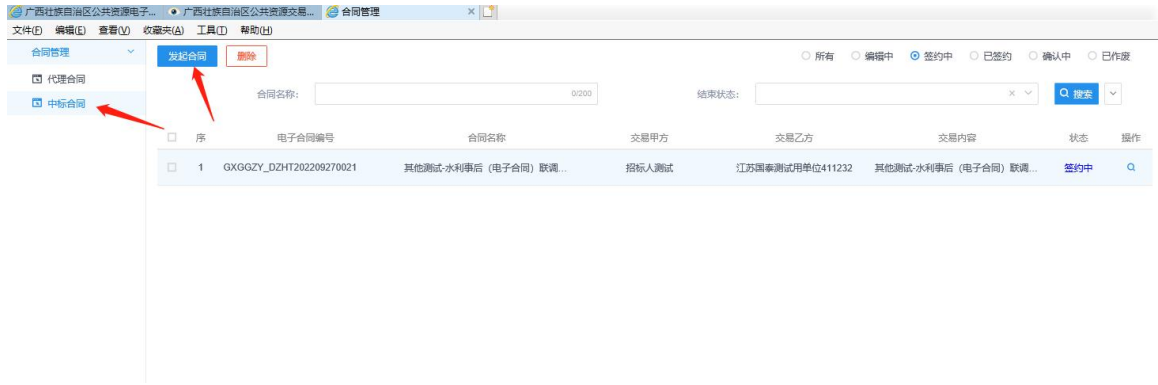 广西壮族自治区公共资源电子... 广西壮族自治区公共资源交易... 合同管理
文件(F) 编辑(E) 查看(V) 收藏夹(A) 工具(T) 帮助(H)
合同管理 发起合同 删除 所有 编辑中 签约中 已签约 确认中 已作废
代理合同
中标合同 合同名称: 0/200 结束状态: 搜索
序 电子合同编号 合同名称 交易甲方 交易乙方 交易内容 状态 操作
1 GXGGZY_DZHT202209270021 其他测试-水利事后（电子合同）联调... 招标人测试 江苏国泰测试用单位411232 其他测试-水利事后（电子合同）联调... 签约中